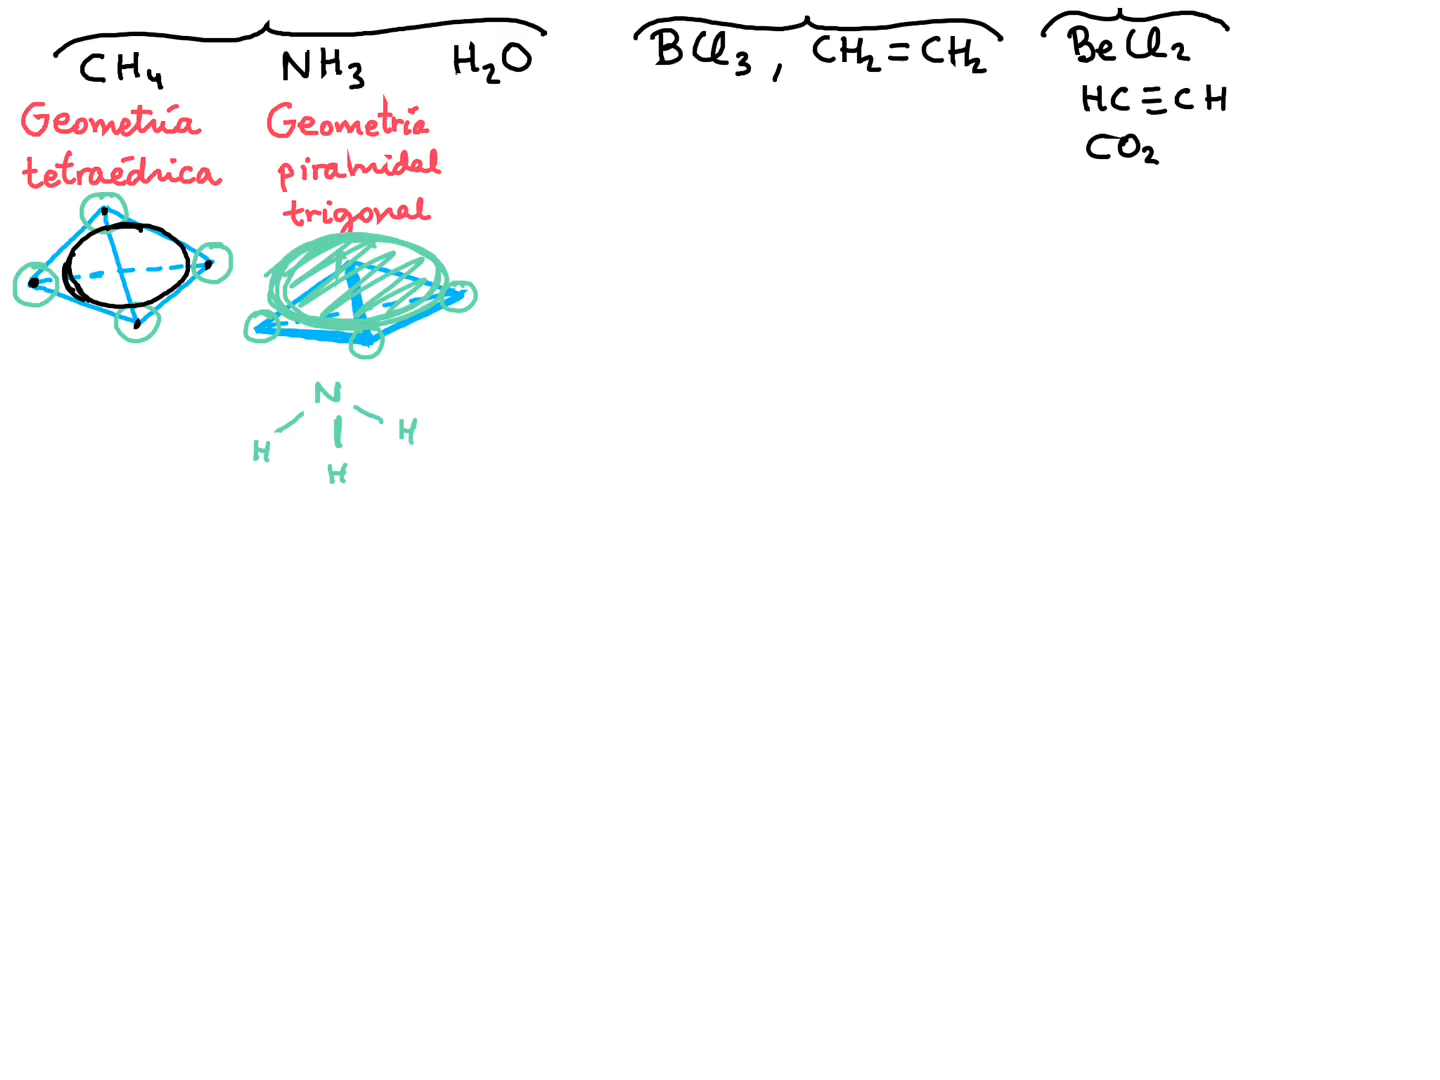 CH₄ NH₃ H₂O
Geometría
tetraédrica
Geometría
piramidal
trigonal
N
H H
H
BCl₃, CH₂=CH₂
BeCl₂
HC≡CH
CO₂